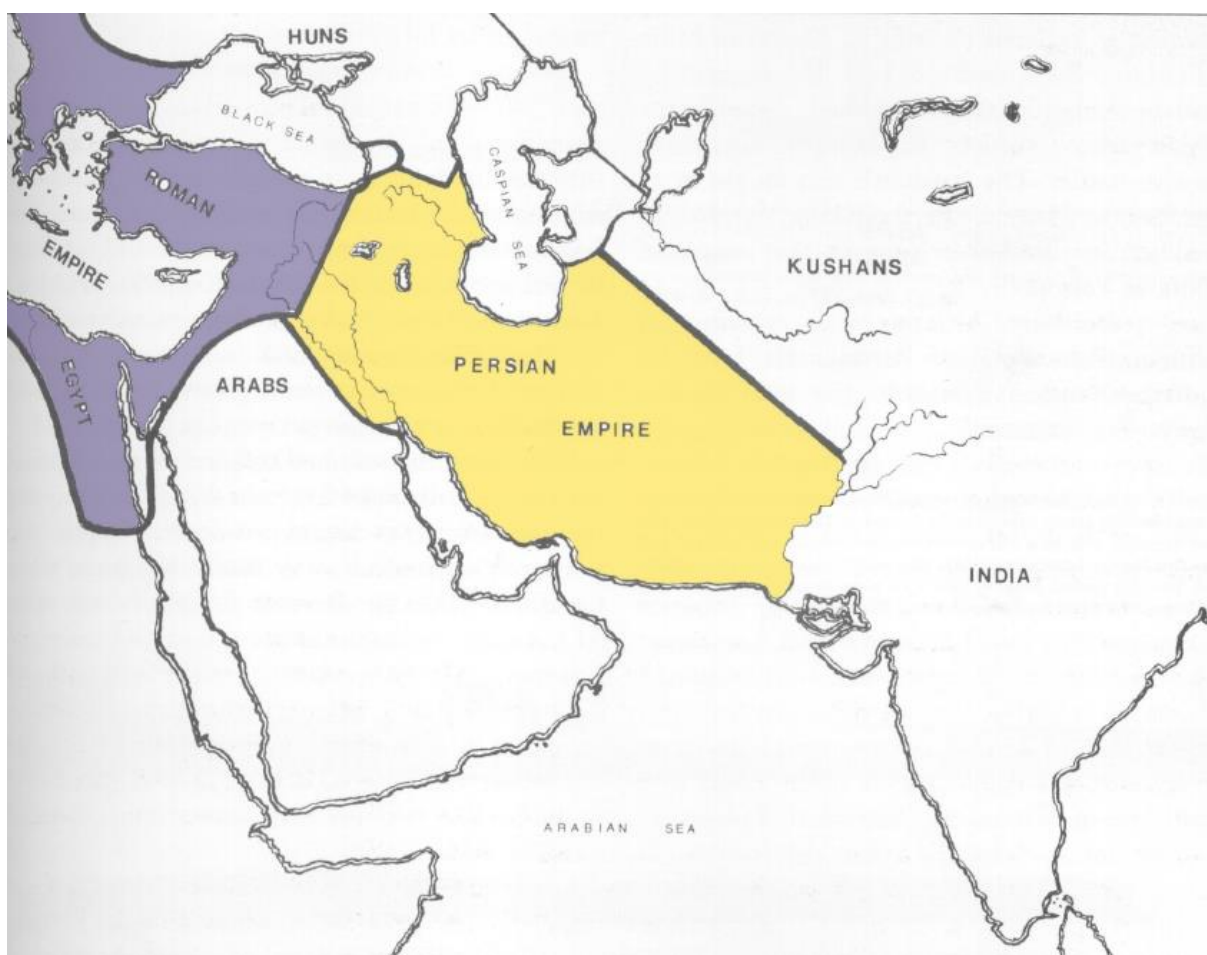 HUNS
BLACK SEA
ROMAN
EMPIRE
CASPIAN
SEA
KUSHANS
EGYPT
ARABS
PERSIAN
EMPIRE
INDIA
ARABIAN SEA